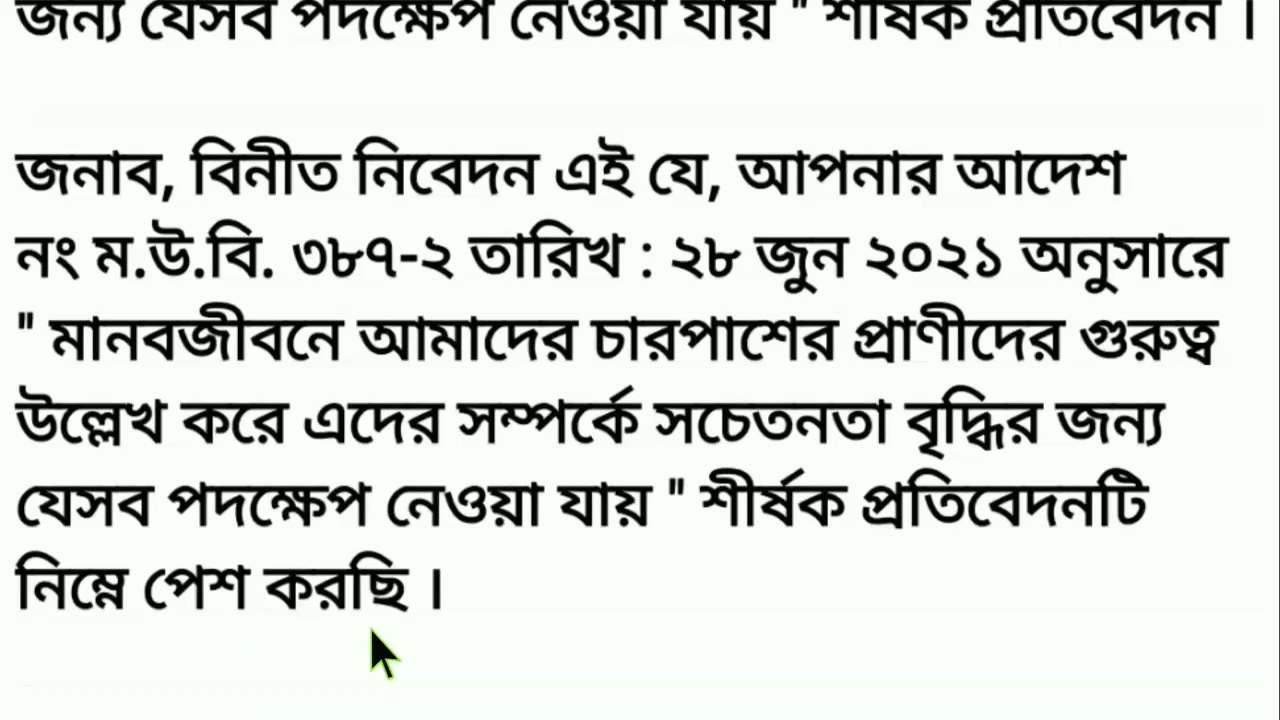 জন্য যেসব পদক্ষেপ নেওয়া যায় " শীর্ষক প্রতিবেদন ।
জনাব, বিনীত নিবেদন এই যে, আপনার আদেশ
নং ম.উ.বি. ৩৮৭-২ তারিখ : ২৮ জুন ২০২১ অনুসারে
" মানবজীবনে আমাদের চারপাশের প্রাণীদের গুরুত্ব
উল্লেখ করে এদের সম্পর্কে সচেতনতা বৃদ্ধির জন্য
যেসব পদক্ষেপ নেওয়া যায় " শীর্ষক প্রতিবেদনটি
নিম্নে পেশ করছি ।